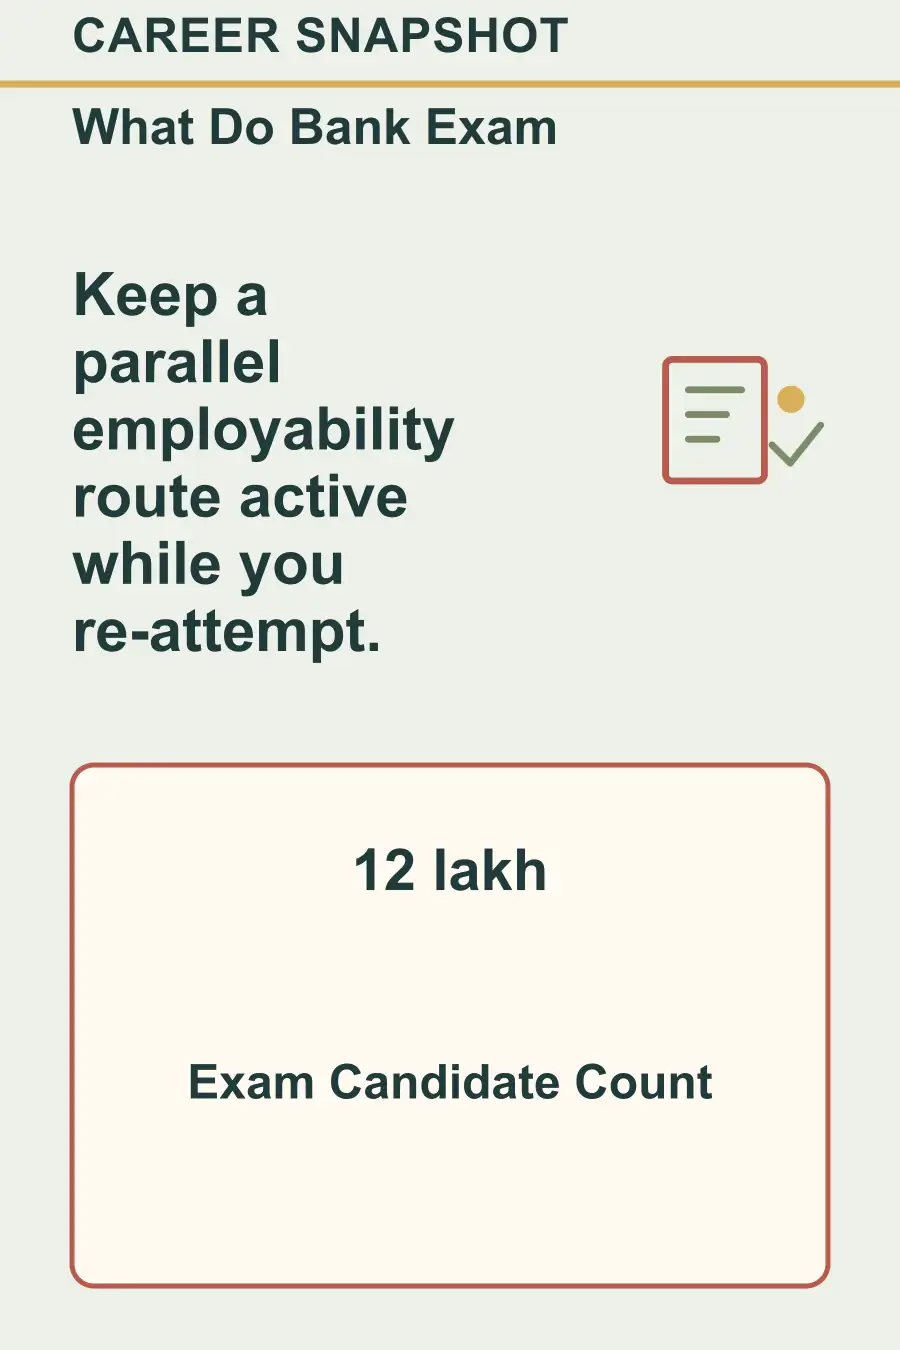 CAREER SNAPSHOT
What Do Bank Exam
Keep a
parallel
employability
route active
while you
re-attempt.
12 lakh
Exam Candidate Count